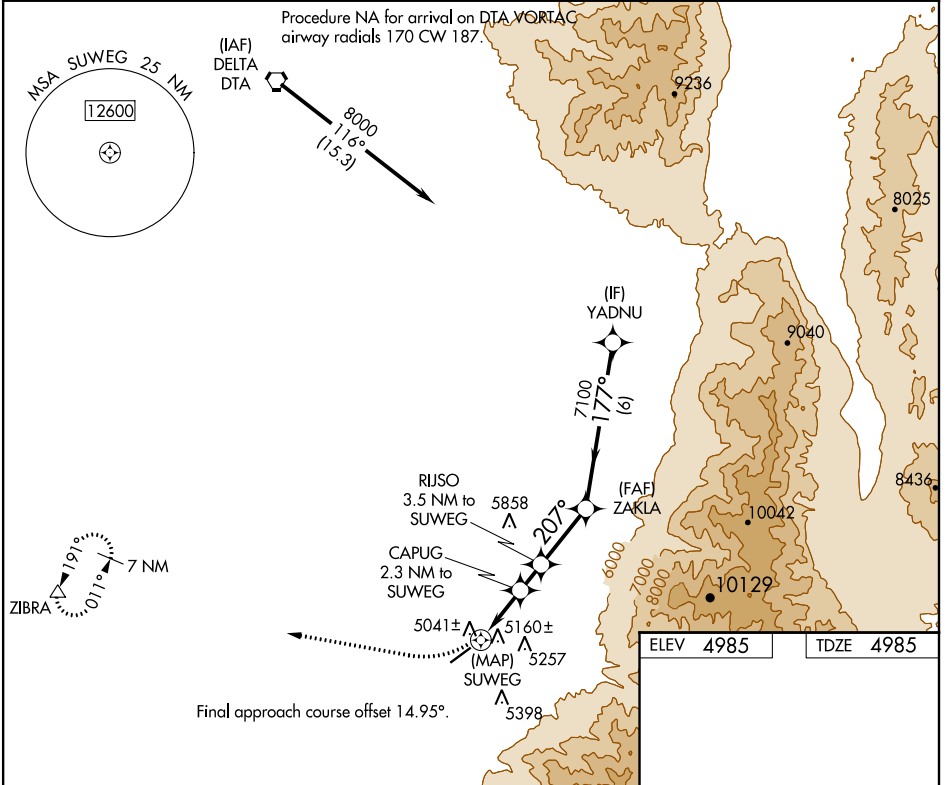 Procedure NA for arrival on DTA VORTAC
airway radials 170 CW 187.
(IAF)
DELTA
DTA
MSA SUWEG 25 NM
12600
8000
116°
(15.3)
9236
8025
(IF)
YADNU
9040
7100
177°
(6)
RIJSO
3.5 NM to
SUWEG
5858
207°
(FAF)
ZAKLA
8436
10042
CAPUG
2.3 NM to
SUWEG
6000
7000
8000
10129
191°
011°
7 NM
ZIBRA
5041±
5160±
5257
(MAP)
SUWEG
5398
Final approach course offset 14.95°.
ELEV 4985
TDZE 4985